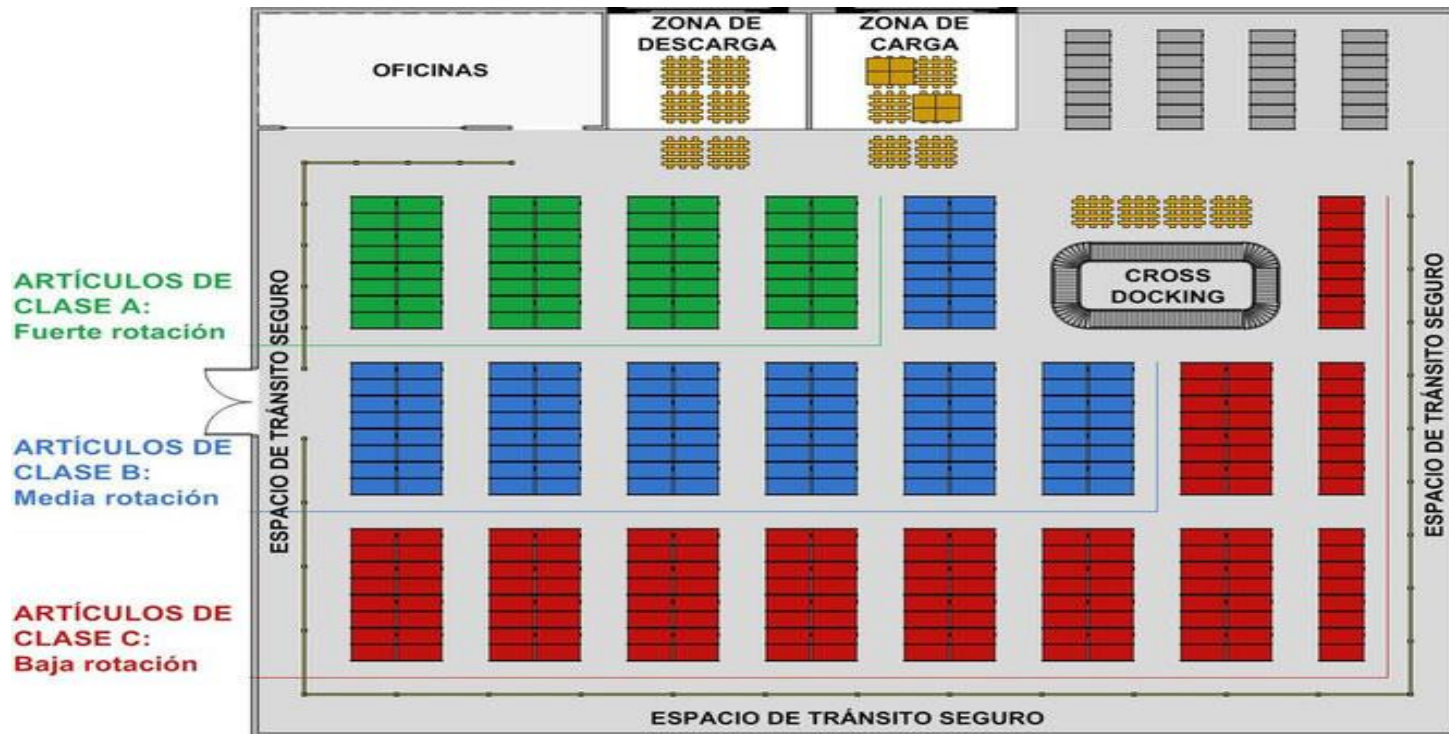 OFICINAS
ZONA DE
DESCARGA
ZONA DE
CARGA
ARTÍCULOS DE
CLASE A:
Fuerte rotación
ESPACIO DE TRÁNSITO SEGURO
CROSS
DOCKING
ESPACIO DE TRÁNSITO SEGURO
ARTÍCULOS DE
CLASE B:
Media rotación
ARTÍCULOS DE
CLASE C:
Baja rotación
ESPACIO DE TRÁNSITO SEGURO